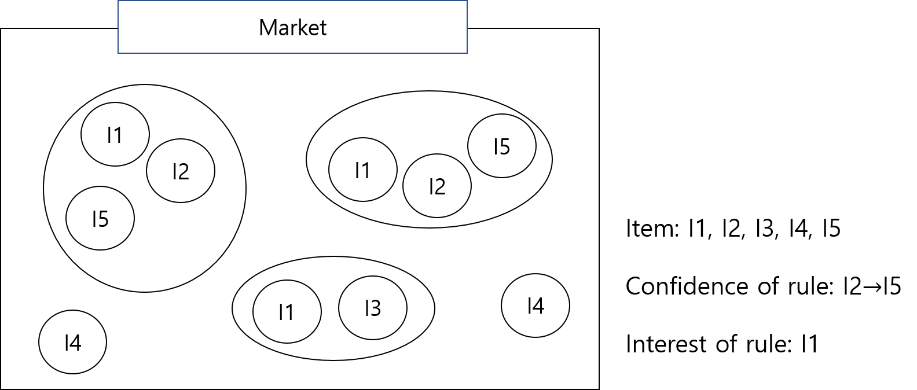 Market
I1
I2
I5
I1
I2
I5
I1
I3
I4
I4
Item: I1, I2, I3, I4, I5
Confidence of rule: I2→I5
Interest of rule: I1